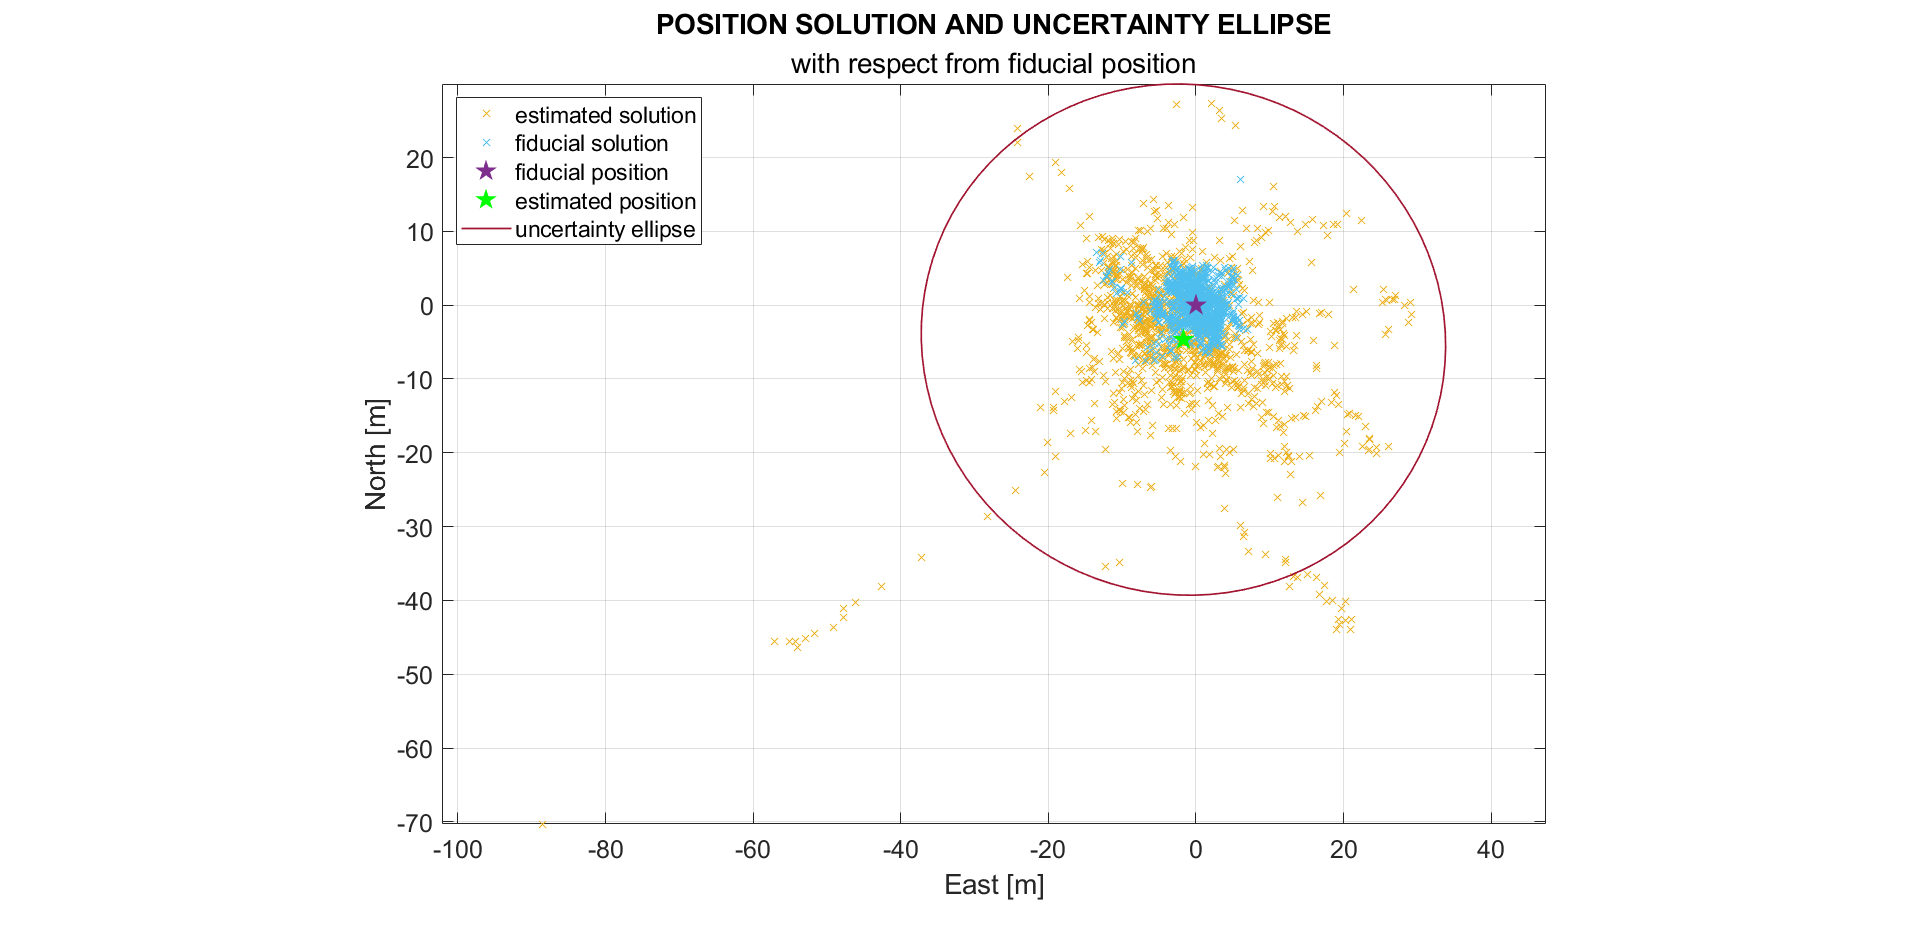 POSITION SOLUTION AND UNCERTAINTY ELLIPSE
with respect from fiducial position
estimated solution
fiducial solution
fiducial position
estimated position
uncertainty ellipse
20
10
0
-10
-20
-30
-40
-50
-60
-70
North [m]
-100 -80 -60 -40 -20 0 20 40
East [m]